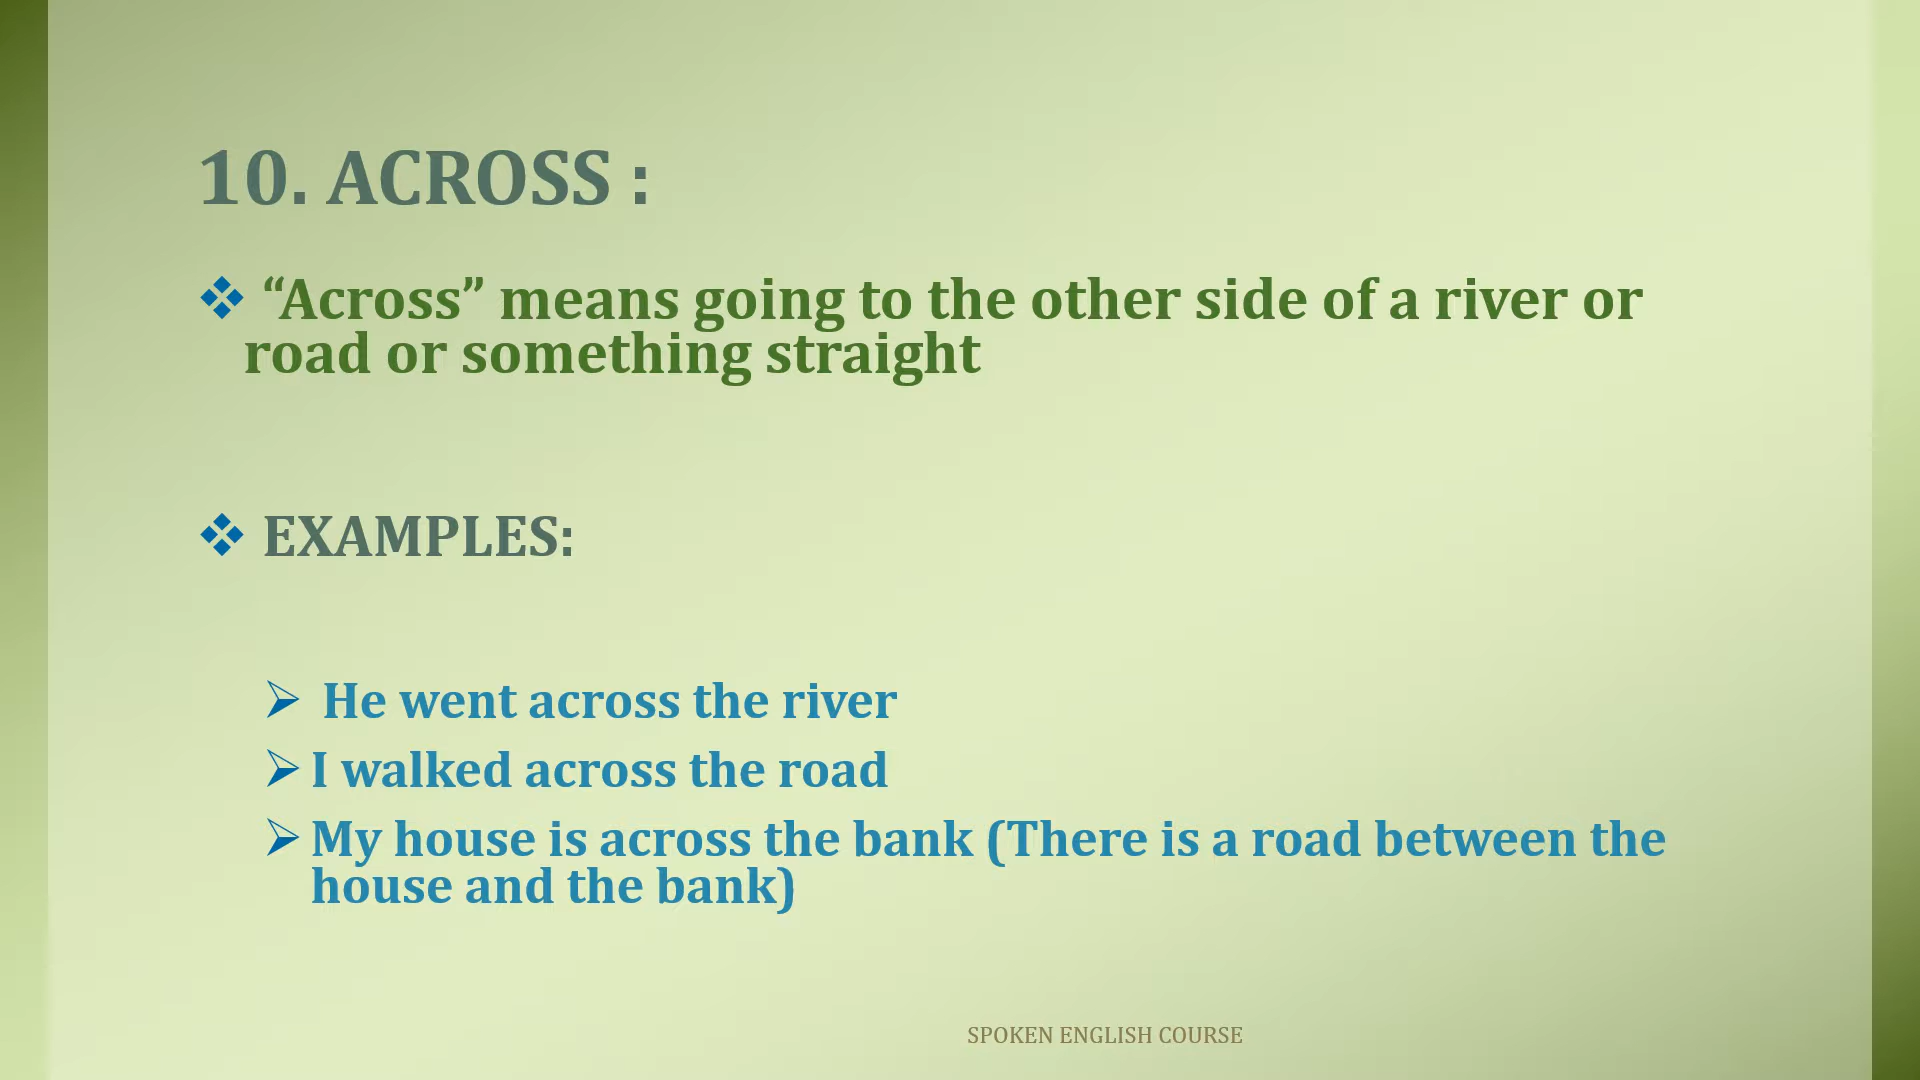 10. ACROSS :
❖ “Across” means going to the other side of a river or
road or something straight
❖ EXAMPLES:
➢ He went across the river
➢ I walked across the road
➢ My house is across the bank (There is a road between the
house and the bank)
SPOKEN ENGLISH COURSE